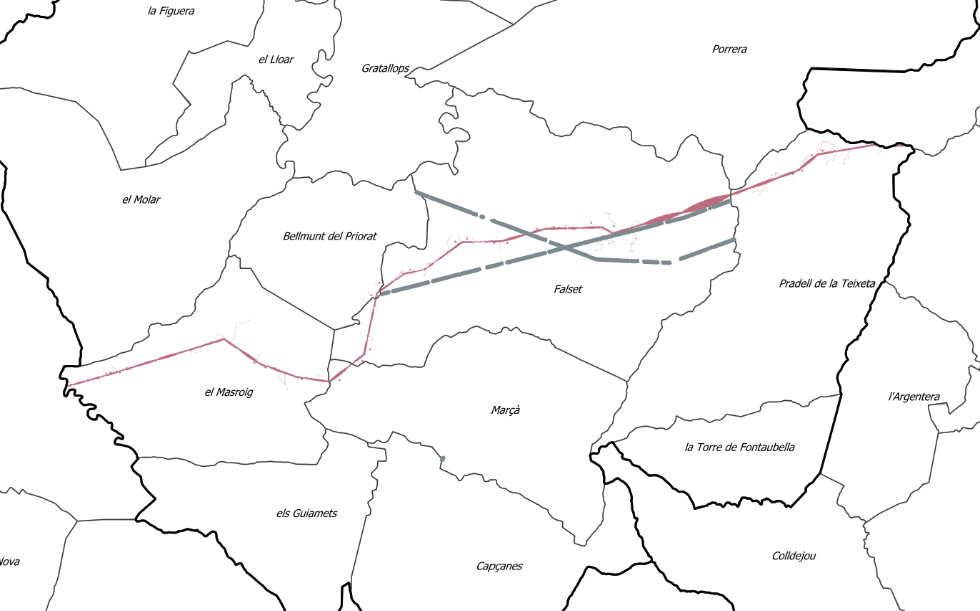 la Figuera
Porrera
el Lloar
Gratallops
el Molar
Bellmunt del Priorat
Pradell de la Teixeta
Falset
el Masroig
l'Argentera
Marçà
la Torre de Fontaubella
els Guiamets
Colldejou
Capçanes